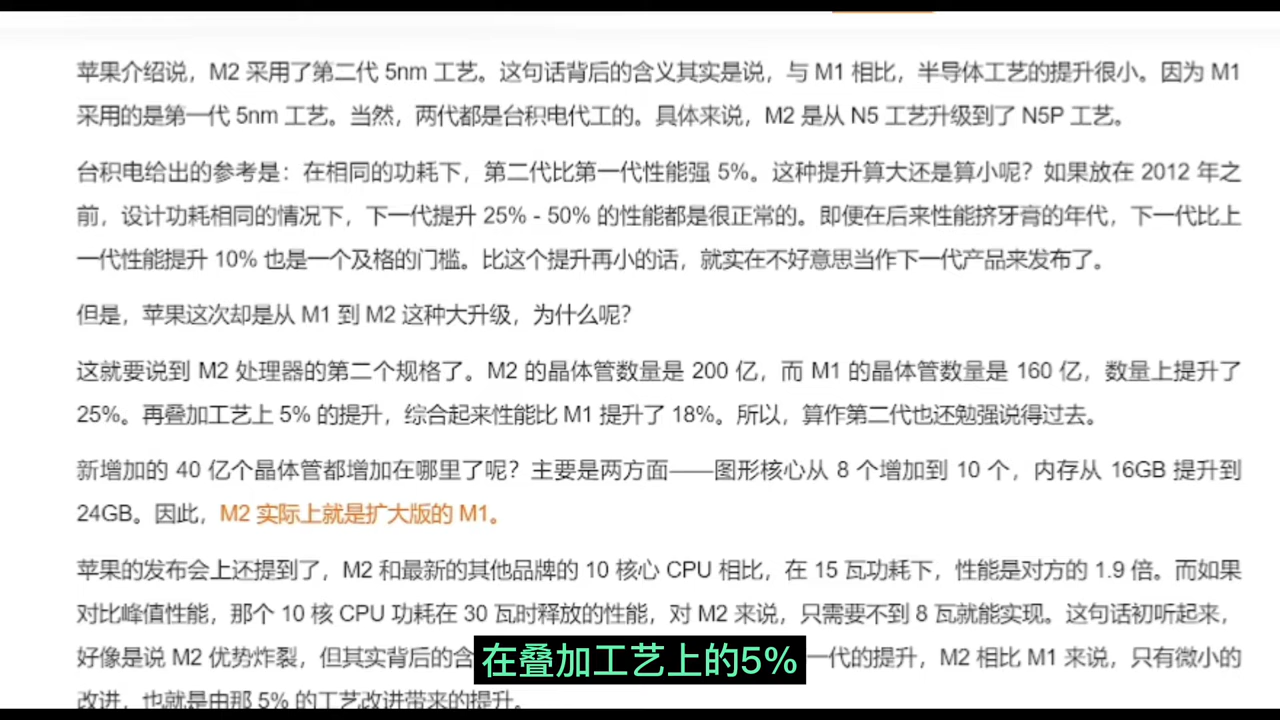 苹果介绍说，M2 采用了第二代 5nm 工艺。这句话背后的含义其实是说，与 M1 相比，半导体工艺的提升很小。因为 M1
采用的是第一代 5nm 工艺。当然，两代都是台积电代工的。具体来说，M2 是从 N5 工艺升级到了 N5P 工艺。
台积电给出的参考是：在相同的功耗下，第二代比第一代性能强 5%。这种提升算大还是算小呢？如果放在 2012 年之
前，设计功耗相同的情况下，下一代提升 25% - 50% 的性能都是很正常的。即便在后来性能挤牙膏的年代，下一代比上
一代性能提升 10% 也是一个及格的门槛。比这个提升再小的话，就实在不好意思当作下一代产品来发布了。
但是，苹果这次却是从 M1 到 M2 这种大升级，为什么呢？
这就要说到 M2 处理器的第二个规格了。M2 的晶体管数量是 200 亿，而 M1 的晶体管数量是 160 亿，数量上提升了
25%。再叠加工艺上 5% 的提升，综合起来性能比 M1 提升了 18%。所以，算作第二代也还勉强说得过去。
新增加的 40 亿个晶体管都增加在哪里了呢？主要是两方面——图形核心从 8 个增加到 10 个，内存从 16GB 提升到
24GB。因此，M2 实际上就是扩大版的 M1。
苹果的发布会上还提到了，M2 和最新的其他品牌的 10 核心 CPU 相比，在 15 瓦功耗下，性能是对方的 1.9 倍。而如果
对比峰值性能，那个 10 核 CPU 功耗在 30 瓦时释放的性能，对 M2 来说，只需要不到 8 瓦就能实现。这句话初听起来，
好像是说 M2 优势炸裂，但其实背后的含 一代的提升，M2 相比 M1 来说，只有微小的
在叠加工艺上的5%
改进，也就是由那 5% 的工艺改进带来的提升。